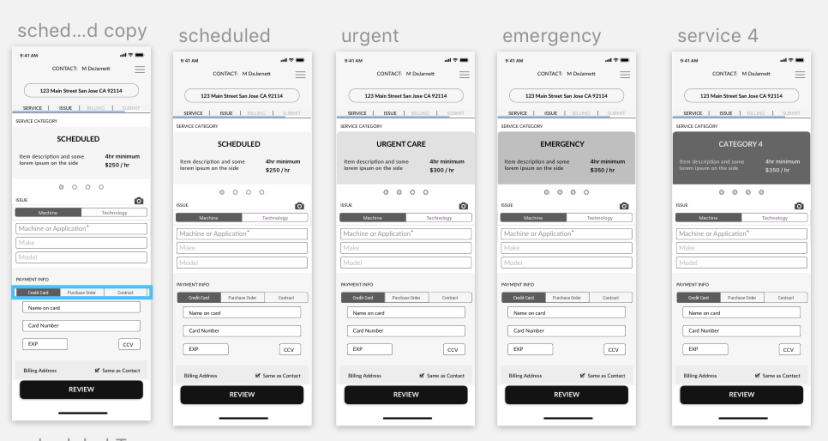 sched...d copy
9:41 AM
CONTACT: M DeJarnett
123 Main Street San Jose CA 92114
SERVICE | ISSUE | BILLING | SUBMIT
SERVICE CATEGORY
SCHEDULED
Item description and some
lorem ipsum on the side
4hr minimum
$250 / hr
ISSUE
Machine Technology
Machine or Application*
Make
Model
PAYMENT INFO
Credit Card Purchase Order Contract
Name on card
Card Number
EXP CCV
Billing Address Same as Contact
REVIEW
scheduled
9:41 AM
CONTACT: M DeJarnett
123 Main Street San Jose CA 92114
SERVICE | ISSUE | BILLING | SUBMIT
SERVICE CATEGORY
SCHEDULED
Item description and some
lorem ipsum on the side
4hr minimum
$250 / hr
ISSUE
Machine Technology
Machine or Application*
Make
Model
PAYMENT INFO
Credit Card Purchase Order Contract
Name on card
Card Number
EXP CCV
Billing Address Same as Contact
REVIEW
urgent
9:41 AM
CONTACT: M DeJarnett
123 Main Street San Jose CA 92114
SERVICE | ISSUE | BILLING | SUBMIT
SERVICE CATEGORY
URGENT CARE
Item description and some
lorem ipsum on the side
4hr minimum
$300 / hr
ISSUE
Machine Technology
Machine or Application*
Make
Model
PAYMENT INFO
Credit Card Purchase Order Contract
Name on card
Card Number
EXP CCV
Billing Address Same as Contact
REVIEW
emergency
9:41 AM
CONTACT: M DeJarnett
123 Main Street San Jose CA 92114
SERVICE | ISSUE | BILLING | SUBMIT
SERVICE CATEGORY
EMERGENCY
Item description and some
lorem ipsum on the side
4hr minimum
$350 / hr
ISSUE
Machine Technology
Machine or Application*
Make
Model
PAYMENT INFO
Credit Card Purchase Order Contract
Name on card
Card Number
EXP CCV
Billing Address Same as Contact
REVIEW
service 4
9:41 AM
CONTACT: M DeJarnett
123 Main Street San Jose CA 92114
SERVICE | ISSUE | BILLING | SUBMIT
SERVICE CATEGORY
CATEGORY 4
Item description and some
lorem ipsum on the side
4hr minimum
$350 / hr
ISSUE
Machine Technology
Machine or Application*
Make
Model
PAYMENT INFO
Credit Card Purchase Order Contract
Name on card
Card Number
EXP CCV
Billing Address Same as Contact
REVIEW